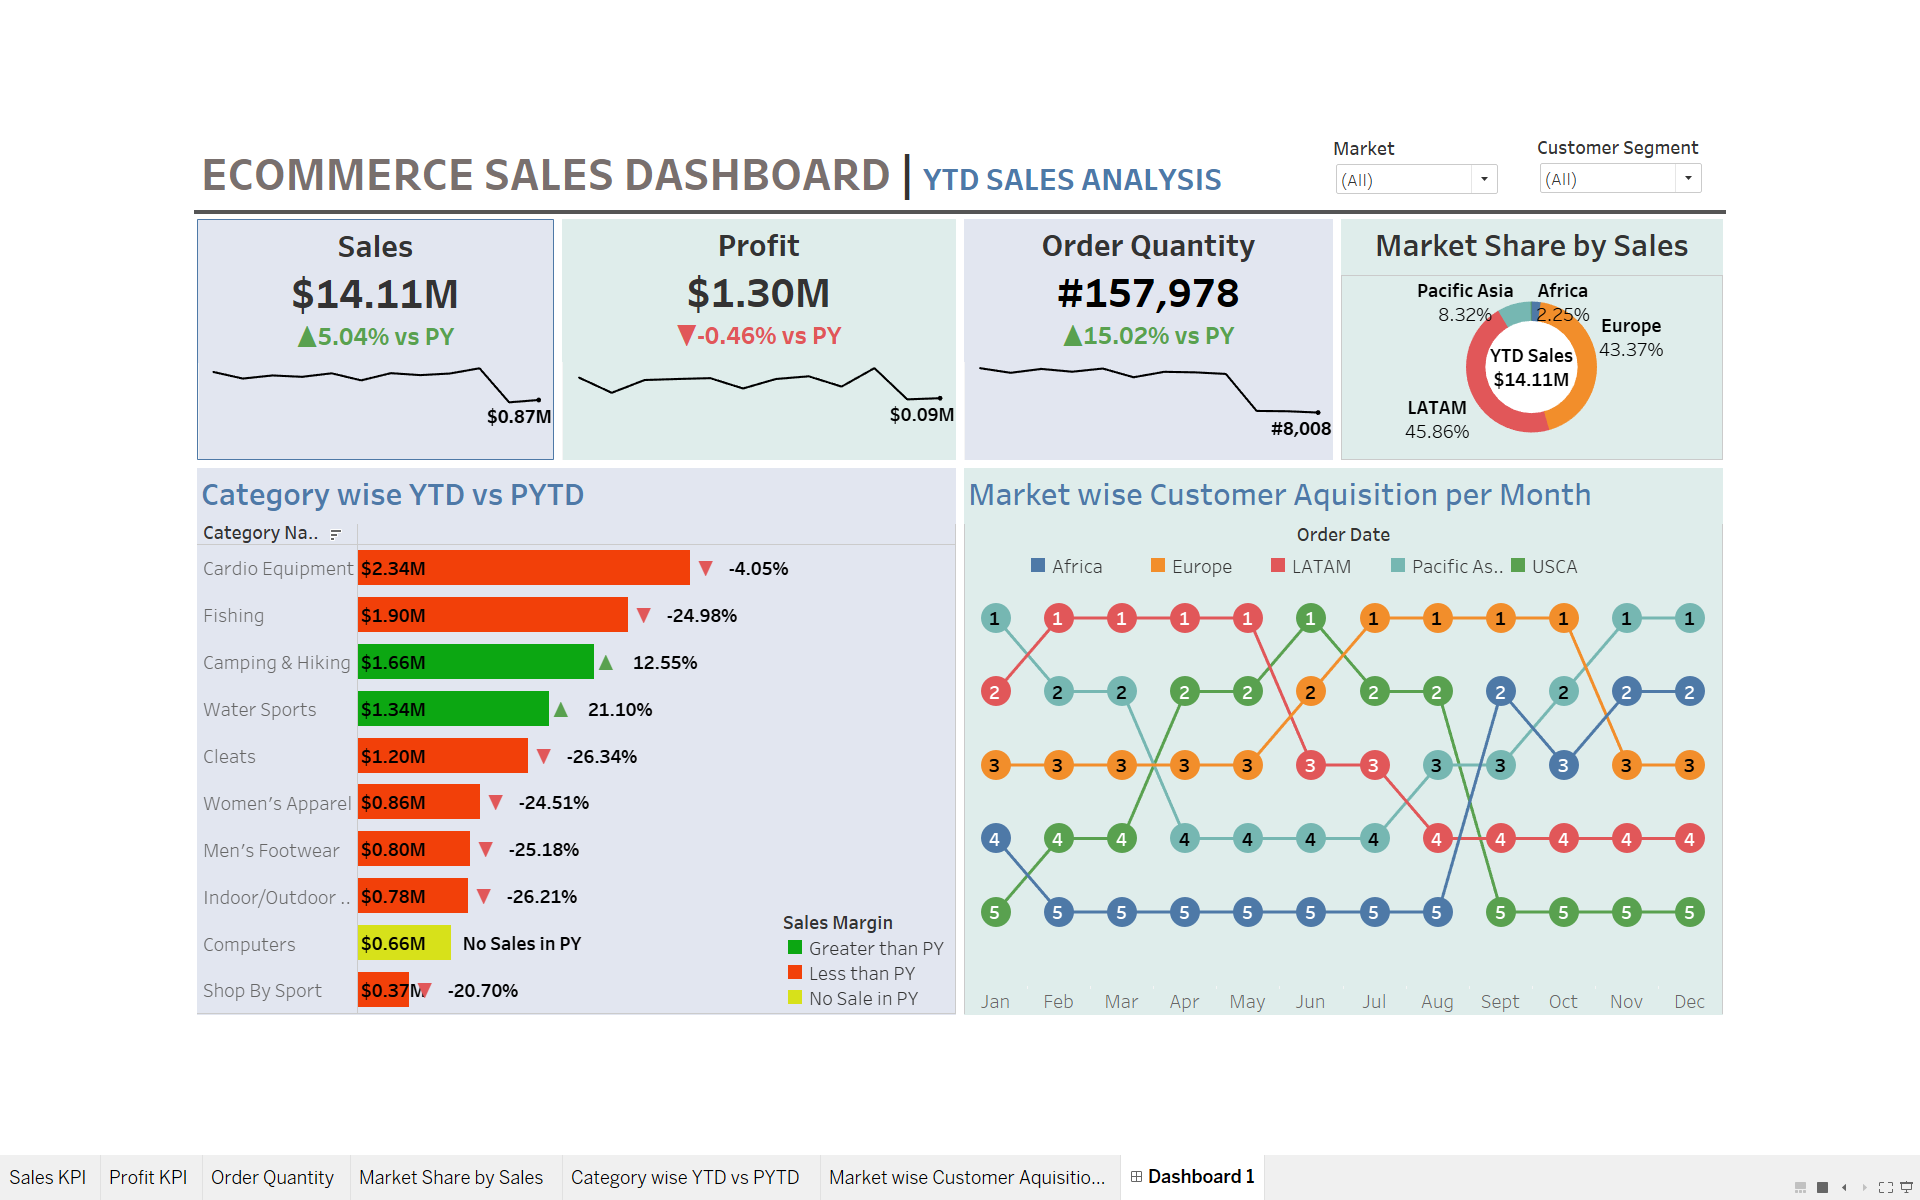 ECOMMERCE SALES DASHBOARD | YTD SALES ANALYSIS
Market
(All)
Customer Segment
(All)
Sales
$14.11M
▲5.04% vs PY
$0.87M
Profit
$1.30M
▼-0.46% vs PY
$0.09M
Order Quantity
#157,978
▲15.02% vs PY
#8,008
Market Share by Sales
Pacific Asia
8.32%
Africa
2.25%
Europe
43.37%
YTD Sales
$14.11M
LATAM
45.86%
Category wise YTD vs PYTD
Category Na..
Cardio Equipment $2.34M ▼ -4.05%
Fishing $1.90M ▼ -24.98%
Camping & Hiking $1.66M ▲ 12.55%
Water Sports $1.34M ▲ 21.10%
Cleats $1.20M ▼ -26.34%
Women's Apparel $0.86M ▼ -24.51%
Men's Footwear $0.80M ▼ -25.18%
Indoor/Outdoor .. $0.78M ▼ -26.21%
Computers $0.66M No Sales in PY
Shop By Sport $0.37M ▼ -20.70%
Sales Margin
Greater than PY
Less than PY
No Sale in PY
Market wise Customer Aquisition per Month
Order Date
Africa Europe LATAM Pacific As.. USCA
1 1 1 1 1 1 1 1 1 1 1 1
2 2 2 2 2 2 2 2 2 2 2 2
3 3 3 3 3 3 3 3 3 3 3 3
4 4 4 4 4 4 4 4 4 4 4 4
5 5 5 5 5 5 5 5 5 5 5 5
Jan Feb Mar Apr May Jun Jul Aug Sept Oct Nov Dec
Sales KPI Profit KPI Order Quantity Market Share by Sales Category wise YTD vs PYTD Market wise Customer Aquisitio... Dashboard 1